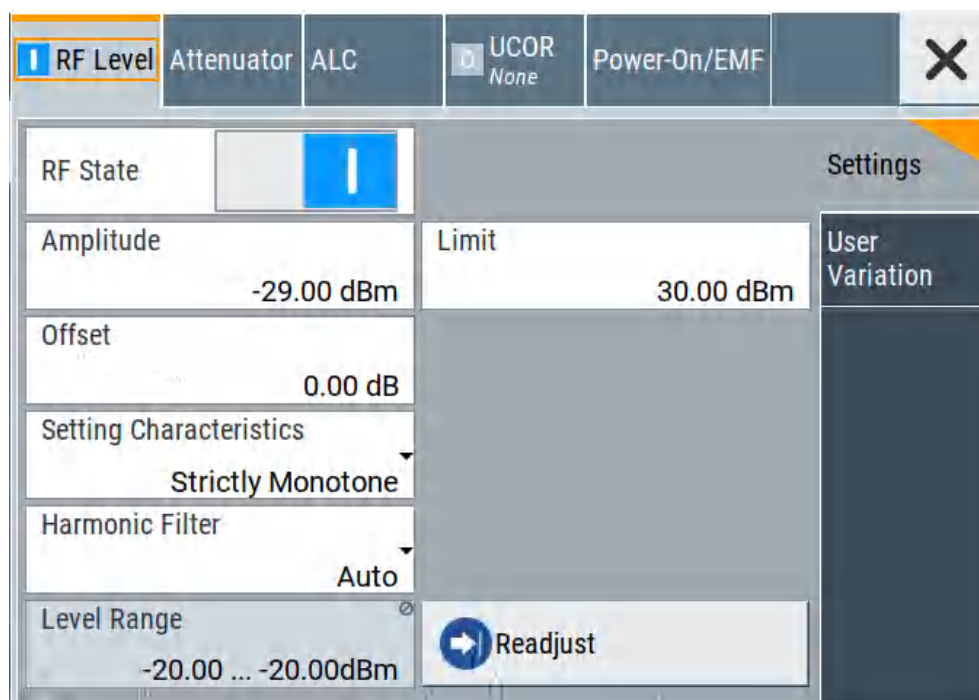 RF Level
Attenuator
ALC
0
UCOR
None
Power-On/EMF
RF State
Settings
Amplitude
-29.00 dBm
Limit
30.00 dBm
User
Variation
Offset
0.00 dB
Setting Characteristics
Strictly Monotone
Harmonic Filter
Auto
Level Range
-20.00 ... -20.00dBm
Readjust